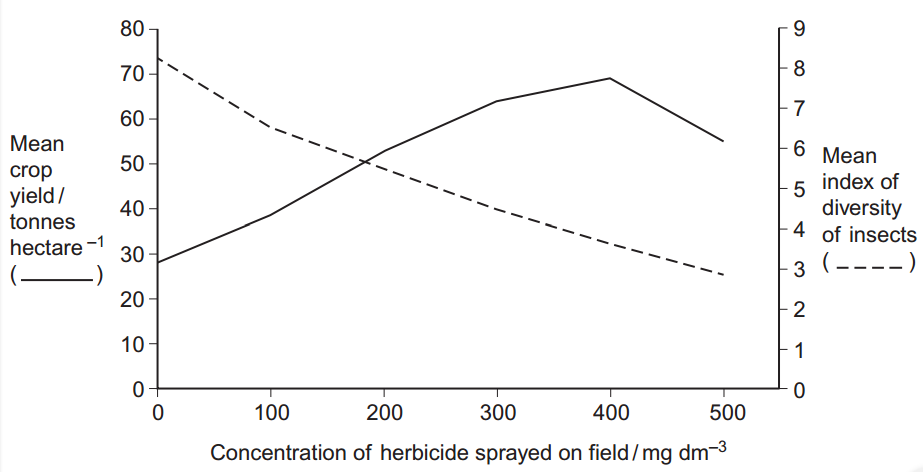 80
70
60
50
40
30
20
10
0
Mean
crop
yield /
tonnes
hectare –1
( )
0 100 200 300 400 500
Concentration of herbicide sprayed on field / mg dm–3
9
8
7
6
5
4
3
2
1
0
Mean
index of
diversity
of insects
( )